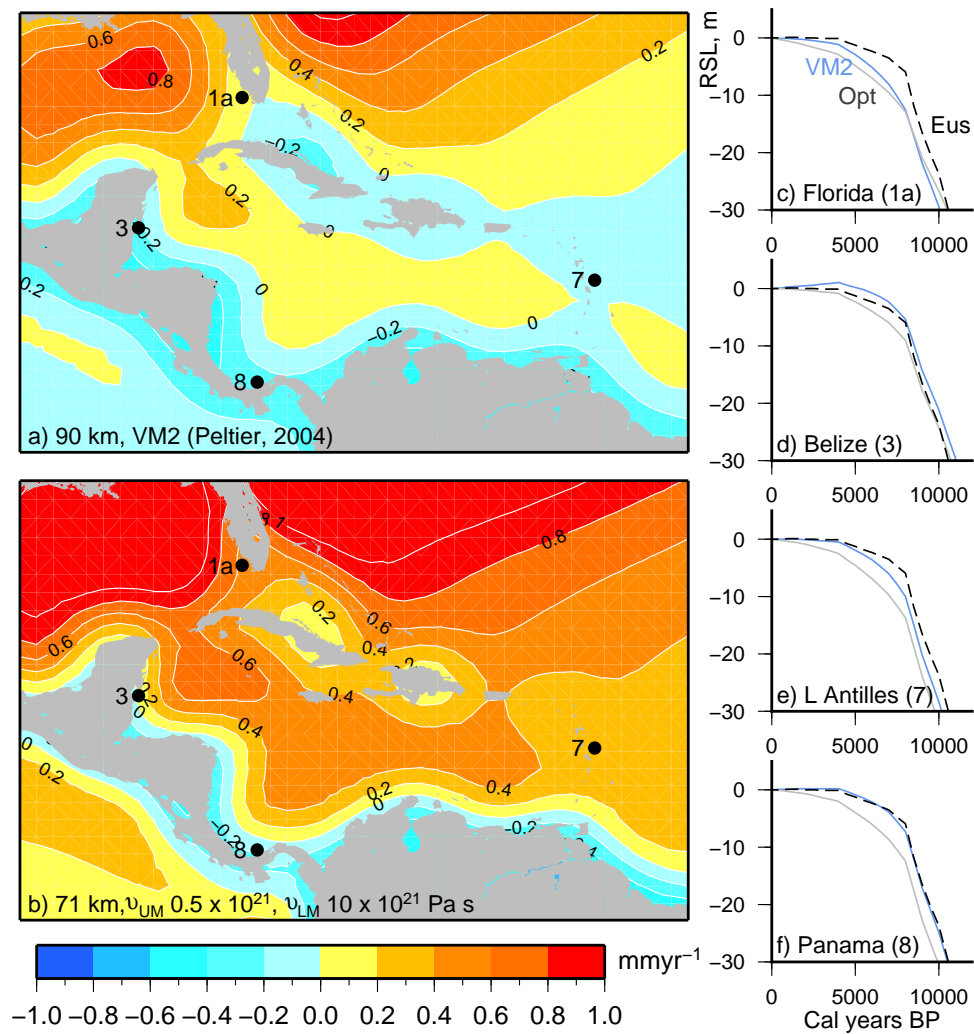 0.6
0.8
0.4
0.2
0.2
1a
-0.2
0
0.2
0
3
0.2
7
0.2
0
0
-0.2
8
a) 90 km, VM2 (Peltier, 2004)
0.8
1a
0.6
0.2
0.6
0.6
0.4
0.2
3
0
0.4
0.4
7
0
0.2
0.2
0
0.4
-0.2
-0.2
8
b) 71 km, υUM 0.5 x 10²¹, υLM 10 x 10²¹ Pa s
mmyr⁻¹
−1.0 −0.8 −0.6 −0.4 −0.2 0.0 0.2 0.4 0.6 0.8 1.0
RSL, m
0
−10
−20
−30
VM2
Opt
Eus
c) Florida (1a)
0 5000 10000
0
−10
−20
−30
d) Belize (3)
0 5000 10000
0
−10
−20
−30
e) L Antilles (7)
0 5000 10000
0
−10
−20
−30
f) Panama (8)
0 5000 10000
Cal years BP